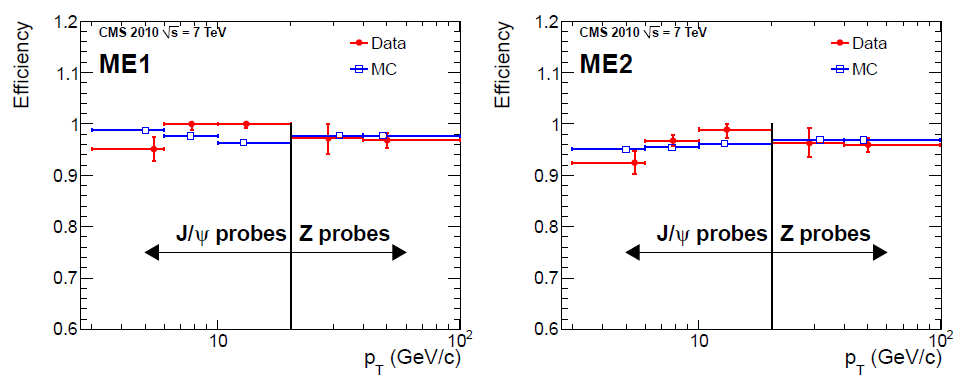 Efficiency
1.2
1.1
1
0.9
0.8
0.7
0.6
CMS 2010 √s = 7 TeV
ME1
Data
MC
J/ψ probes
Z probes
10
10²
p_T (GeV/c)
Efficiency
1.2
1.1
1
0.9
0.8
0.7
0.6
CMS 2010 √s = 7 TeV
ME2
Data
MC
J/ψ probes
Z probes
10
10²
p_T (GeV/c)